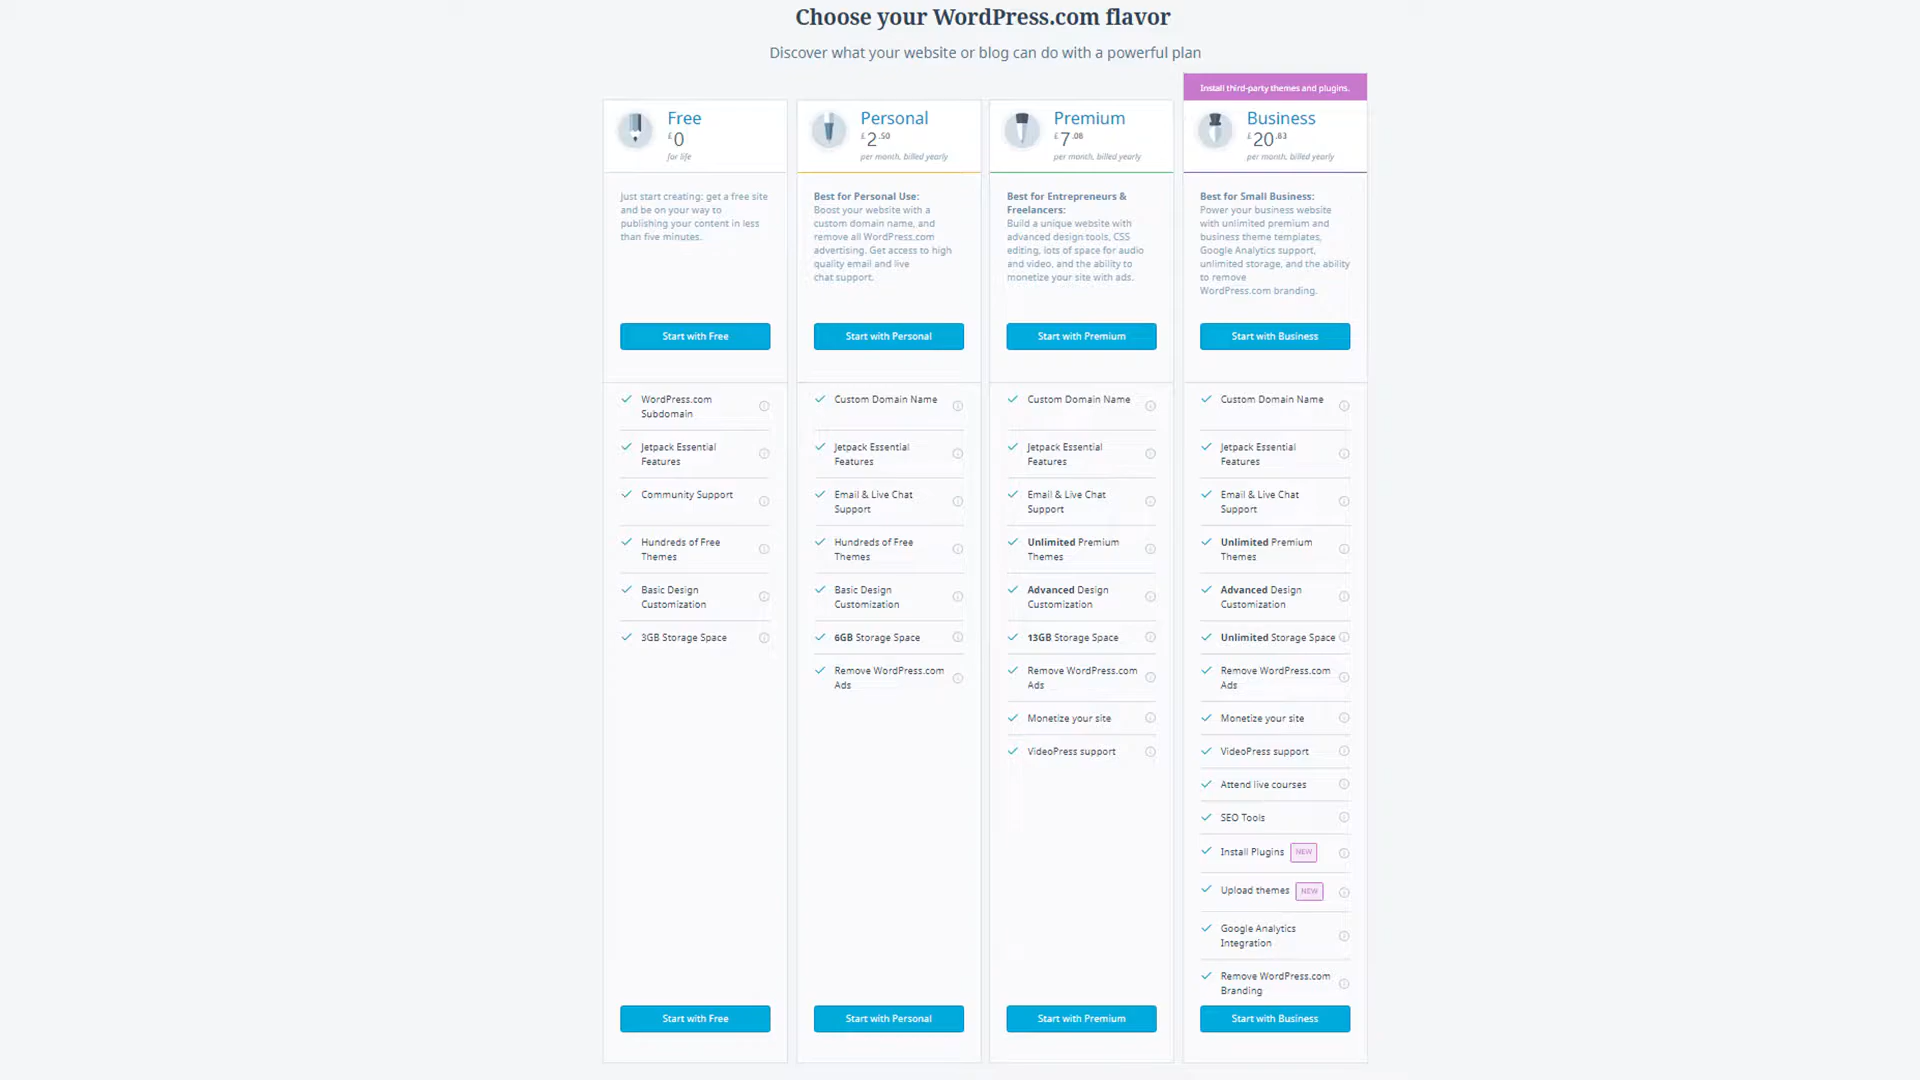 Choose your WordPress.com flavor
Discover what your website or blog can do with a powerful plan
Free
£0
for life
Just start creating: get a free site
and be on your way to
publishing your content in less
than five minutes.
Start with Free
WordPress.com
Subdomain
Jetpack Essential
Features
Community Support
Hundreds of Free
Themes
Basic Design
Customization
3GB Storage Space
Start with Free
Personal
£2.50
per month, billed yearly
Best for Personal Use:
Boost your website with a
custom domain name, and
remove all WordPress.com
advertising. Get access to high
quality email and live
chat support.
Start with Personal
Custom Domain Name
Jetpack Essential
Features
Email & Live Chat
Support
Hundreds of Free
Themes
Basic Design
Customization
6GB Storage Space
Remove WordPress.com
Ads
Start with Personal
Premium
£7.08
per month, billed yearly
Best for Entrepreneurs &
Freelancers:
Build a unique website with
advanced design tools, CSS
editing, lots of space for audio
and video, and the ability to
monetize your site with ads.
Start with Premium
Custom Domain Name
Jetpack Essential
Features
Email & Live Chat
Support
Unlimited Premium
Themes
Advanced Design
Customization
13GB Storage Space
Remove WordPress.com
Ads
Monetize your site
VideoPress support
Start with Premium
Install third-party themes and plugins.
Business
£20.83
per month, billed yearly
Best for Small Business:
Power your business website
with unlimited premium and
business theme templates,
Google Analytics support,
unlimited storage, and the ability
to remove
WordPress.com branding.
Start with Business
Custom Domain Name
Jetpack Essential
Features
Email & Live Chat
Support
Unlimited Premium
Themes
Advanced Design
Customization
Unlimited Storage Space
Remove WordPress.com
Ads
Monetize your site
VideoPress support
Attend live courses
SEO Tools
Install Plugins NEW
Upload themes NEW
Google Analytics
Integration
Remove WordPress.com
Branding
Start with Business